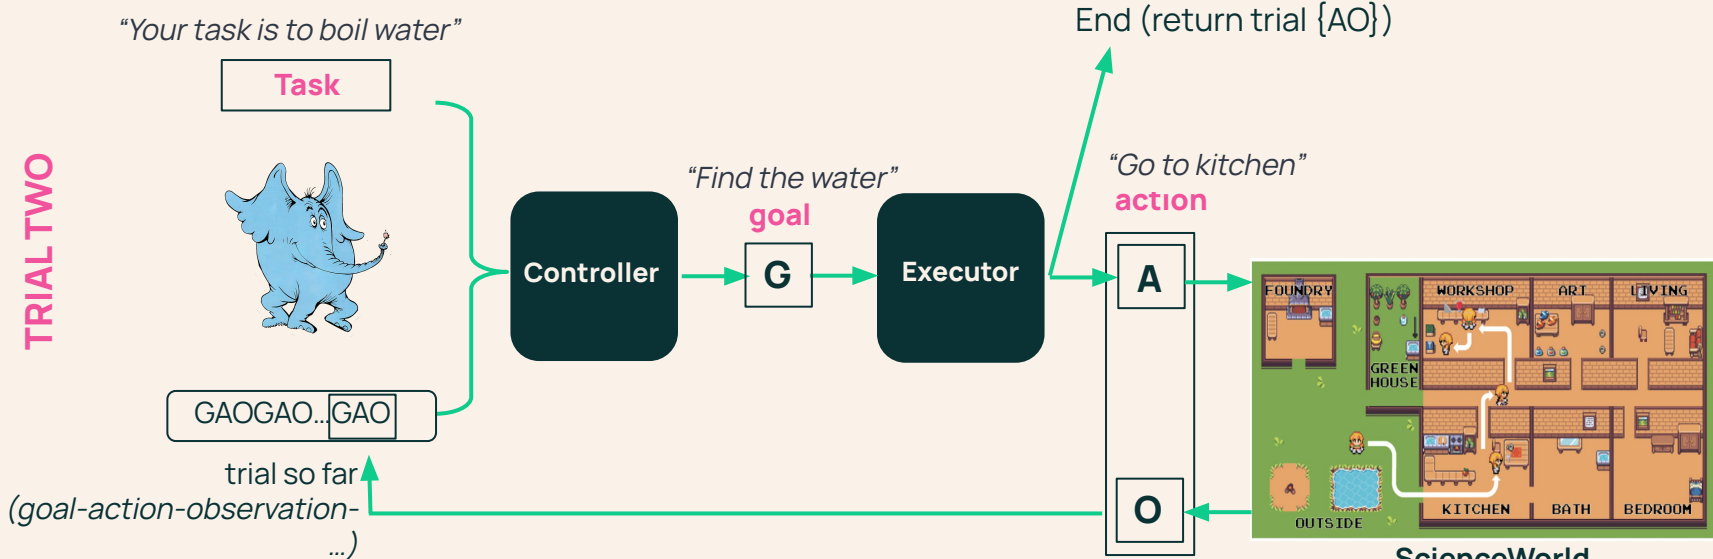 End (return trial {AO})
“Your task is to boil water”
Task
TRIAL TWO
“Find the water”
goal
“Go to kitchen”
action
Controller
G
Executor
A
FOUNDRY
WORKSHOP
ART
LIVING
GREEN
HOUSE
GAOGAO...GAO
trial so far
(goal-action-observation-
...)
O
KITCHEN
BATH
BEDROOM
OUTSIDE
ScienceWorld